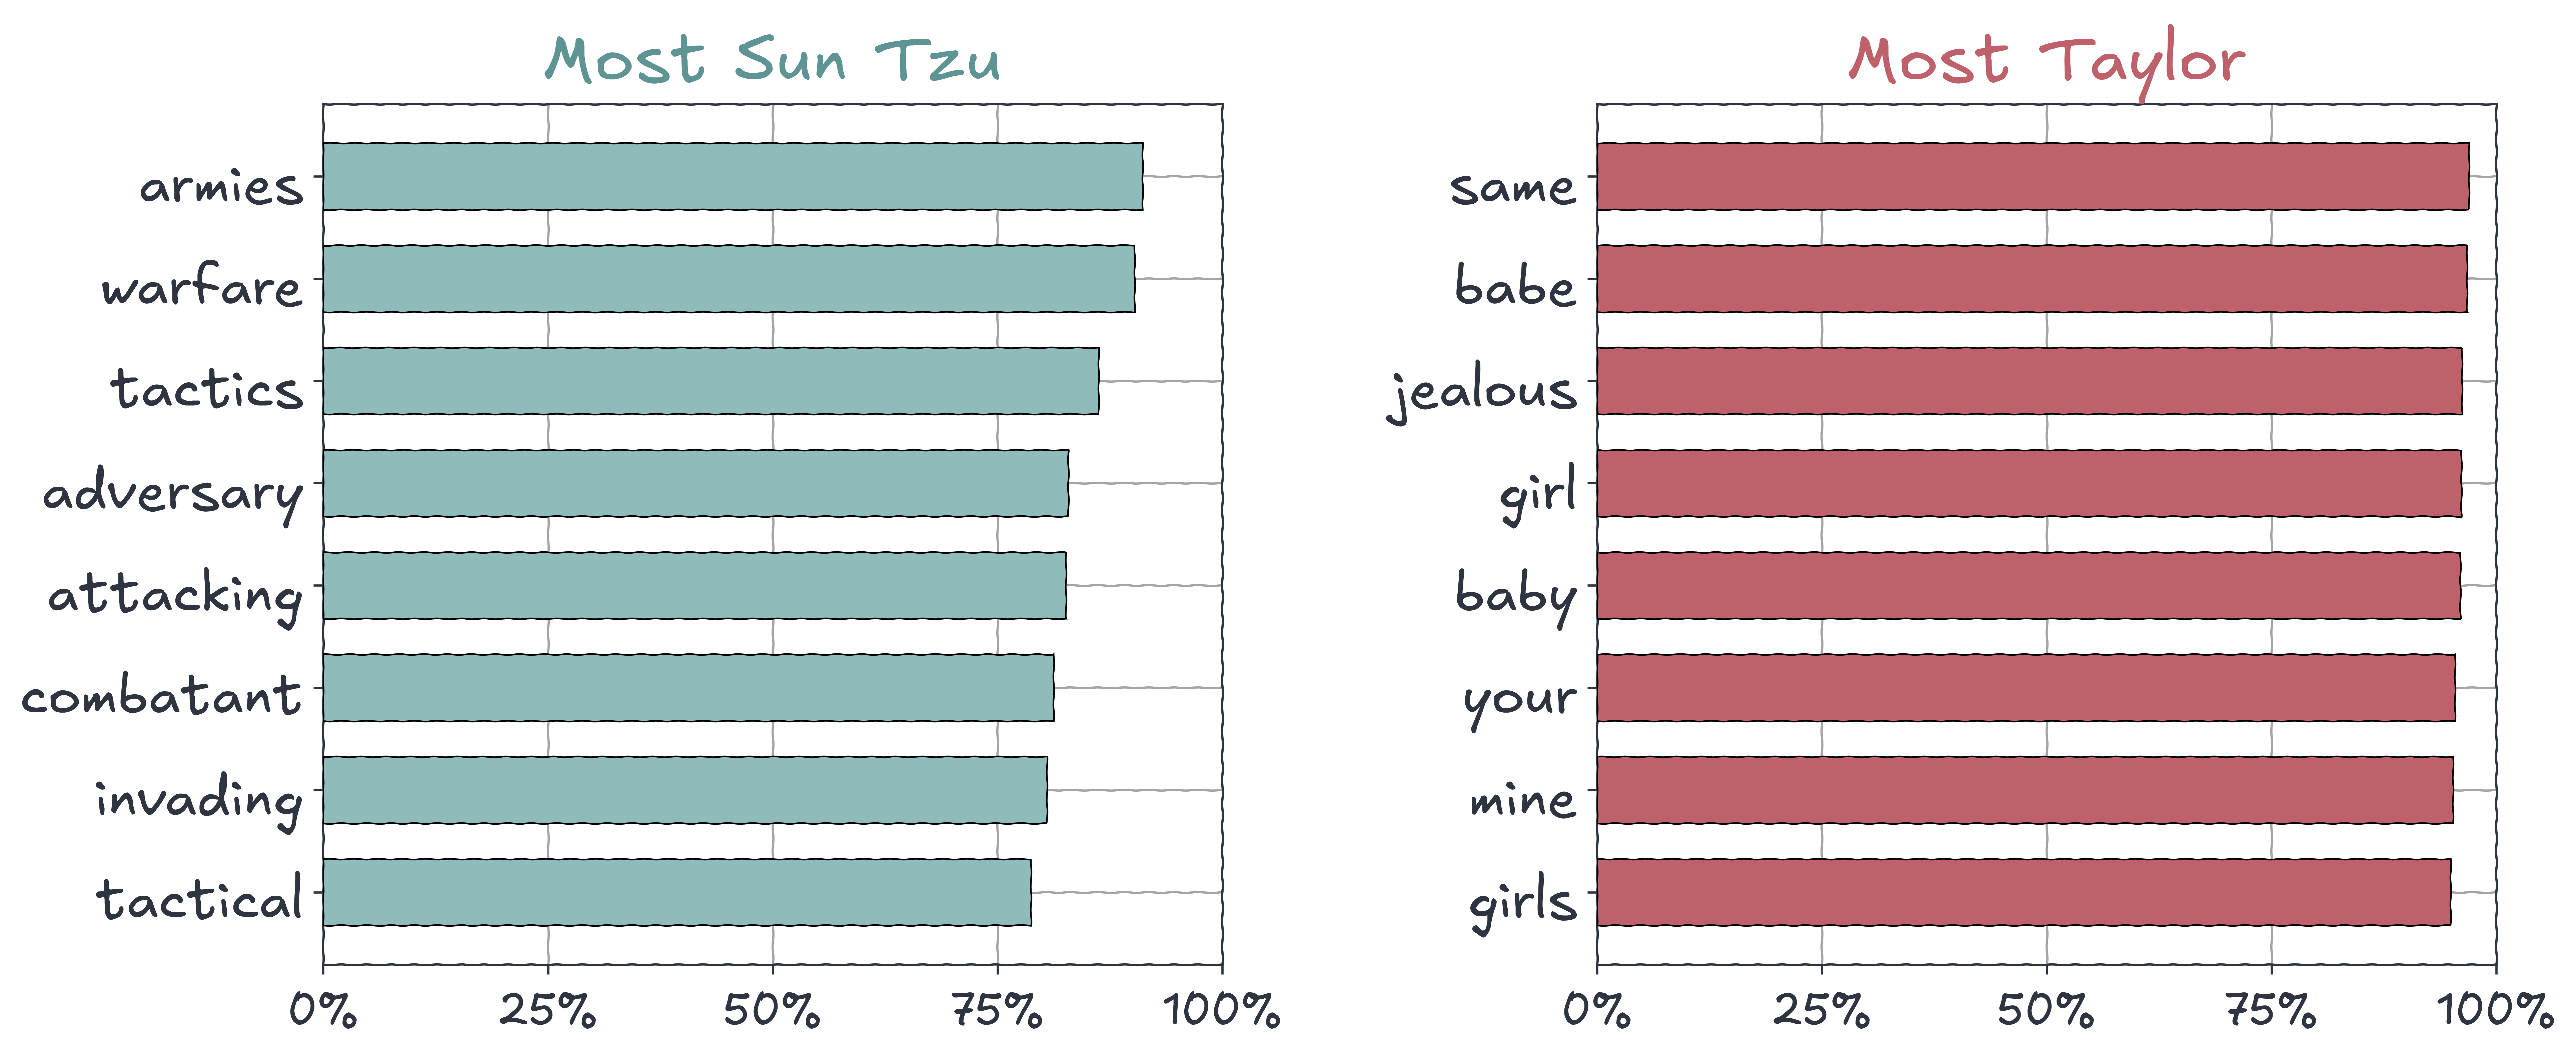 Most Sun Tzu
armies
warfare
tactics
adversary
attacking
combatant
invading
tactical
0% 25% 50% 75% 100%
Most Taylor
same
babe
jealous
girl
baby
your
mine
girls
0% 25% 50% 75% 100%